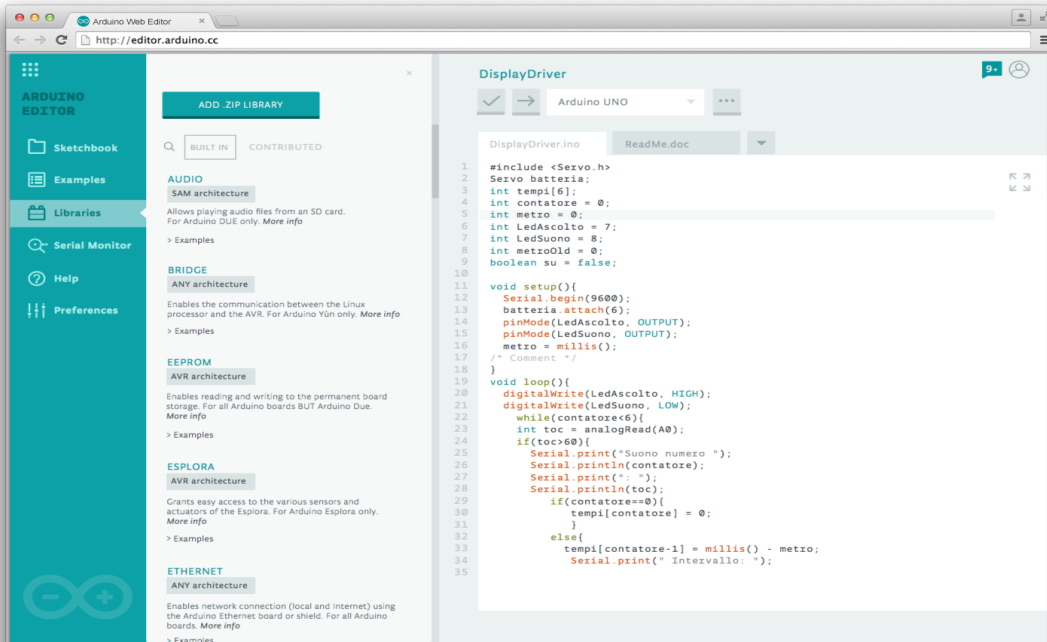 Arduino Web Editor
http://editor.arduino.cc
ARDUINO
EDITOR
Sketchbook
Examples
Libraries
Serial Monitor
Help
Preferences
ADD .ZIP LIBRARY
BUILT IN CONTRIBUTED
AUDIO
SAM architecture
Allows playing audio files from an SD card.
For Arduino DUE only. More info
> Examples
BRIDGE
ANY architecture
Enables the communication between the Linux
processor and the AVR. For Arduino Yùn only. More info
> Examples
EEPROM
AVR architecture
Enables reading and writing to the permanent board
storage. For all Arduino boards BUT Arduino Due.
More info
> Examples
ESPLORA
AVR architecture
Grants easy access to the various sensors and
actuators of the Esplora. For Arduino Esplora only.
More info
> Examples
ETHERNET
ANY architecture
Enables network connection (local and Internet) using
the Arduino Ethernet board or shield. For all Arduino
boards. More info
> Examples
DisplayDriver
9+
Arduino UNO
DisplayDriver.ino ReadMe.doc
1 #include <Servo.h>
2 Servo batteria;
3 int tempi[6];
4 int contatore = 0;
5 int metro = 0;
6 int LedAscolto = 7;
7 int LedSuono = 8;
8 int metroOld = 0;
9 boolean su = false;
10
11 void setup(){
12 Serial.begin(9600);
13 batteria.attach(6);
14 pinMode(LedAscolto, OUTPUT);
15 pinMode(LedSuono, OUTPUT);
16 metro = millis();
17 /* Comment */
18 }
19 void loop(){
20 digitalWrite(LedAscolto, HIGH);
21 digitalWrite(LedSuono, LOW);
22 while(contatore<6){
23 int toc = analogRead(A0);
24 if(toc>60){
25 Serial.print("Suono numero ");
26 Serial.println(contatore);
27 Serial.print(": ");
28 Serial.println(toc);
29 if(contatore==0){
30 tempi[contatore] = 0;
31 }
32 else{
33 tempi[contatore-1] = millis() - metro;
34 Serial.print(" Intervallo: ");
35